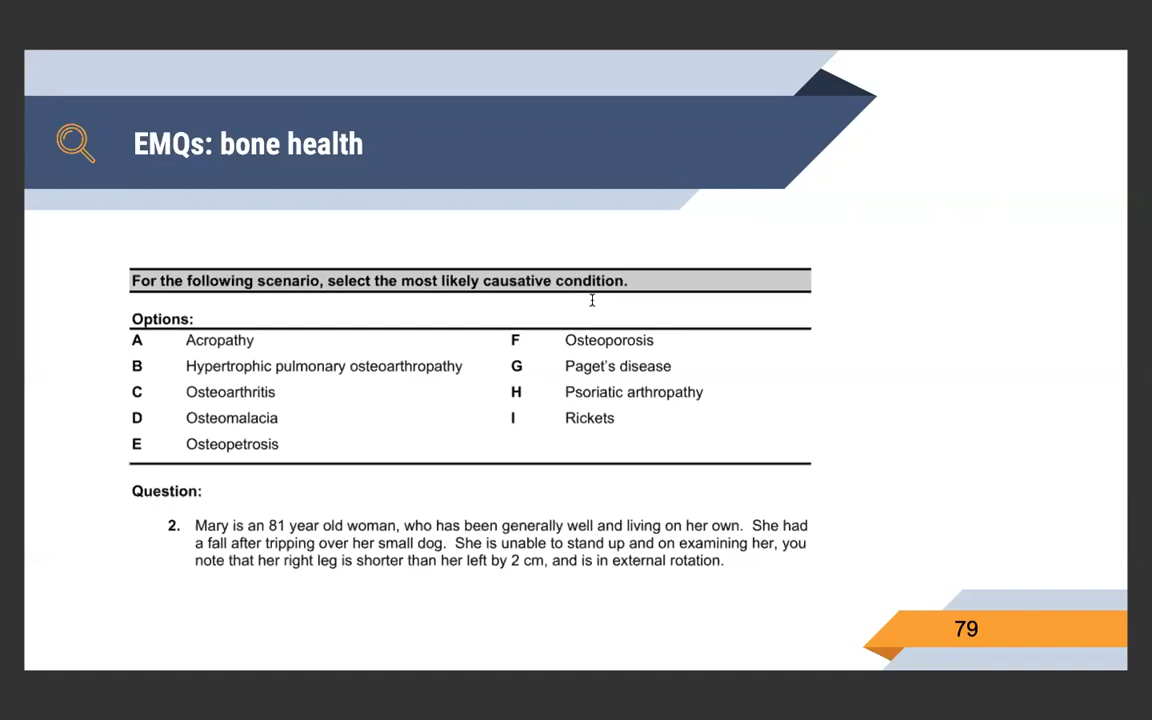 EMQs: bone health
For the following scenario, select the most likely causative condition.
Options:
A Acropathy F Osteoporosis
B Hypertrophic pulmonary osteoarthropathy G Paget's disease
C Osteoarthritis H Psoriatic arthropathy
D Osteomalacia I Rickets
E Osteopetrosis
Question:
2. Mary is an 81 year old woman, who has been generally well and living on her own. She had
a fall after tripping over her small dog. She is unable to stand up and on examining her, you
note that her right leg is shorter than her left by 2 cm, and is in external rotation.
79